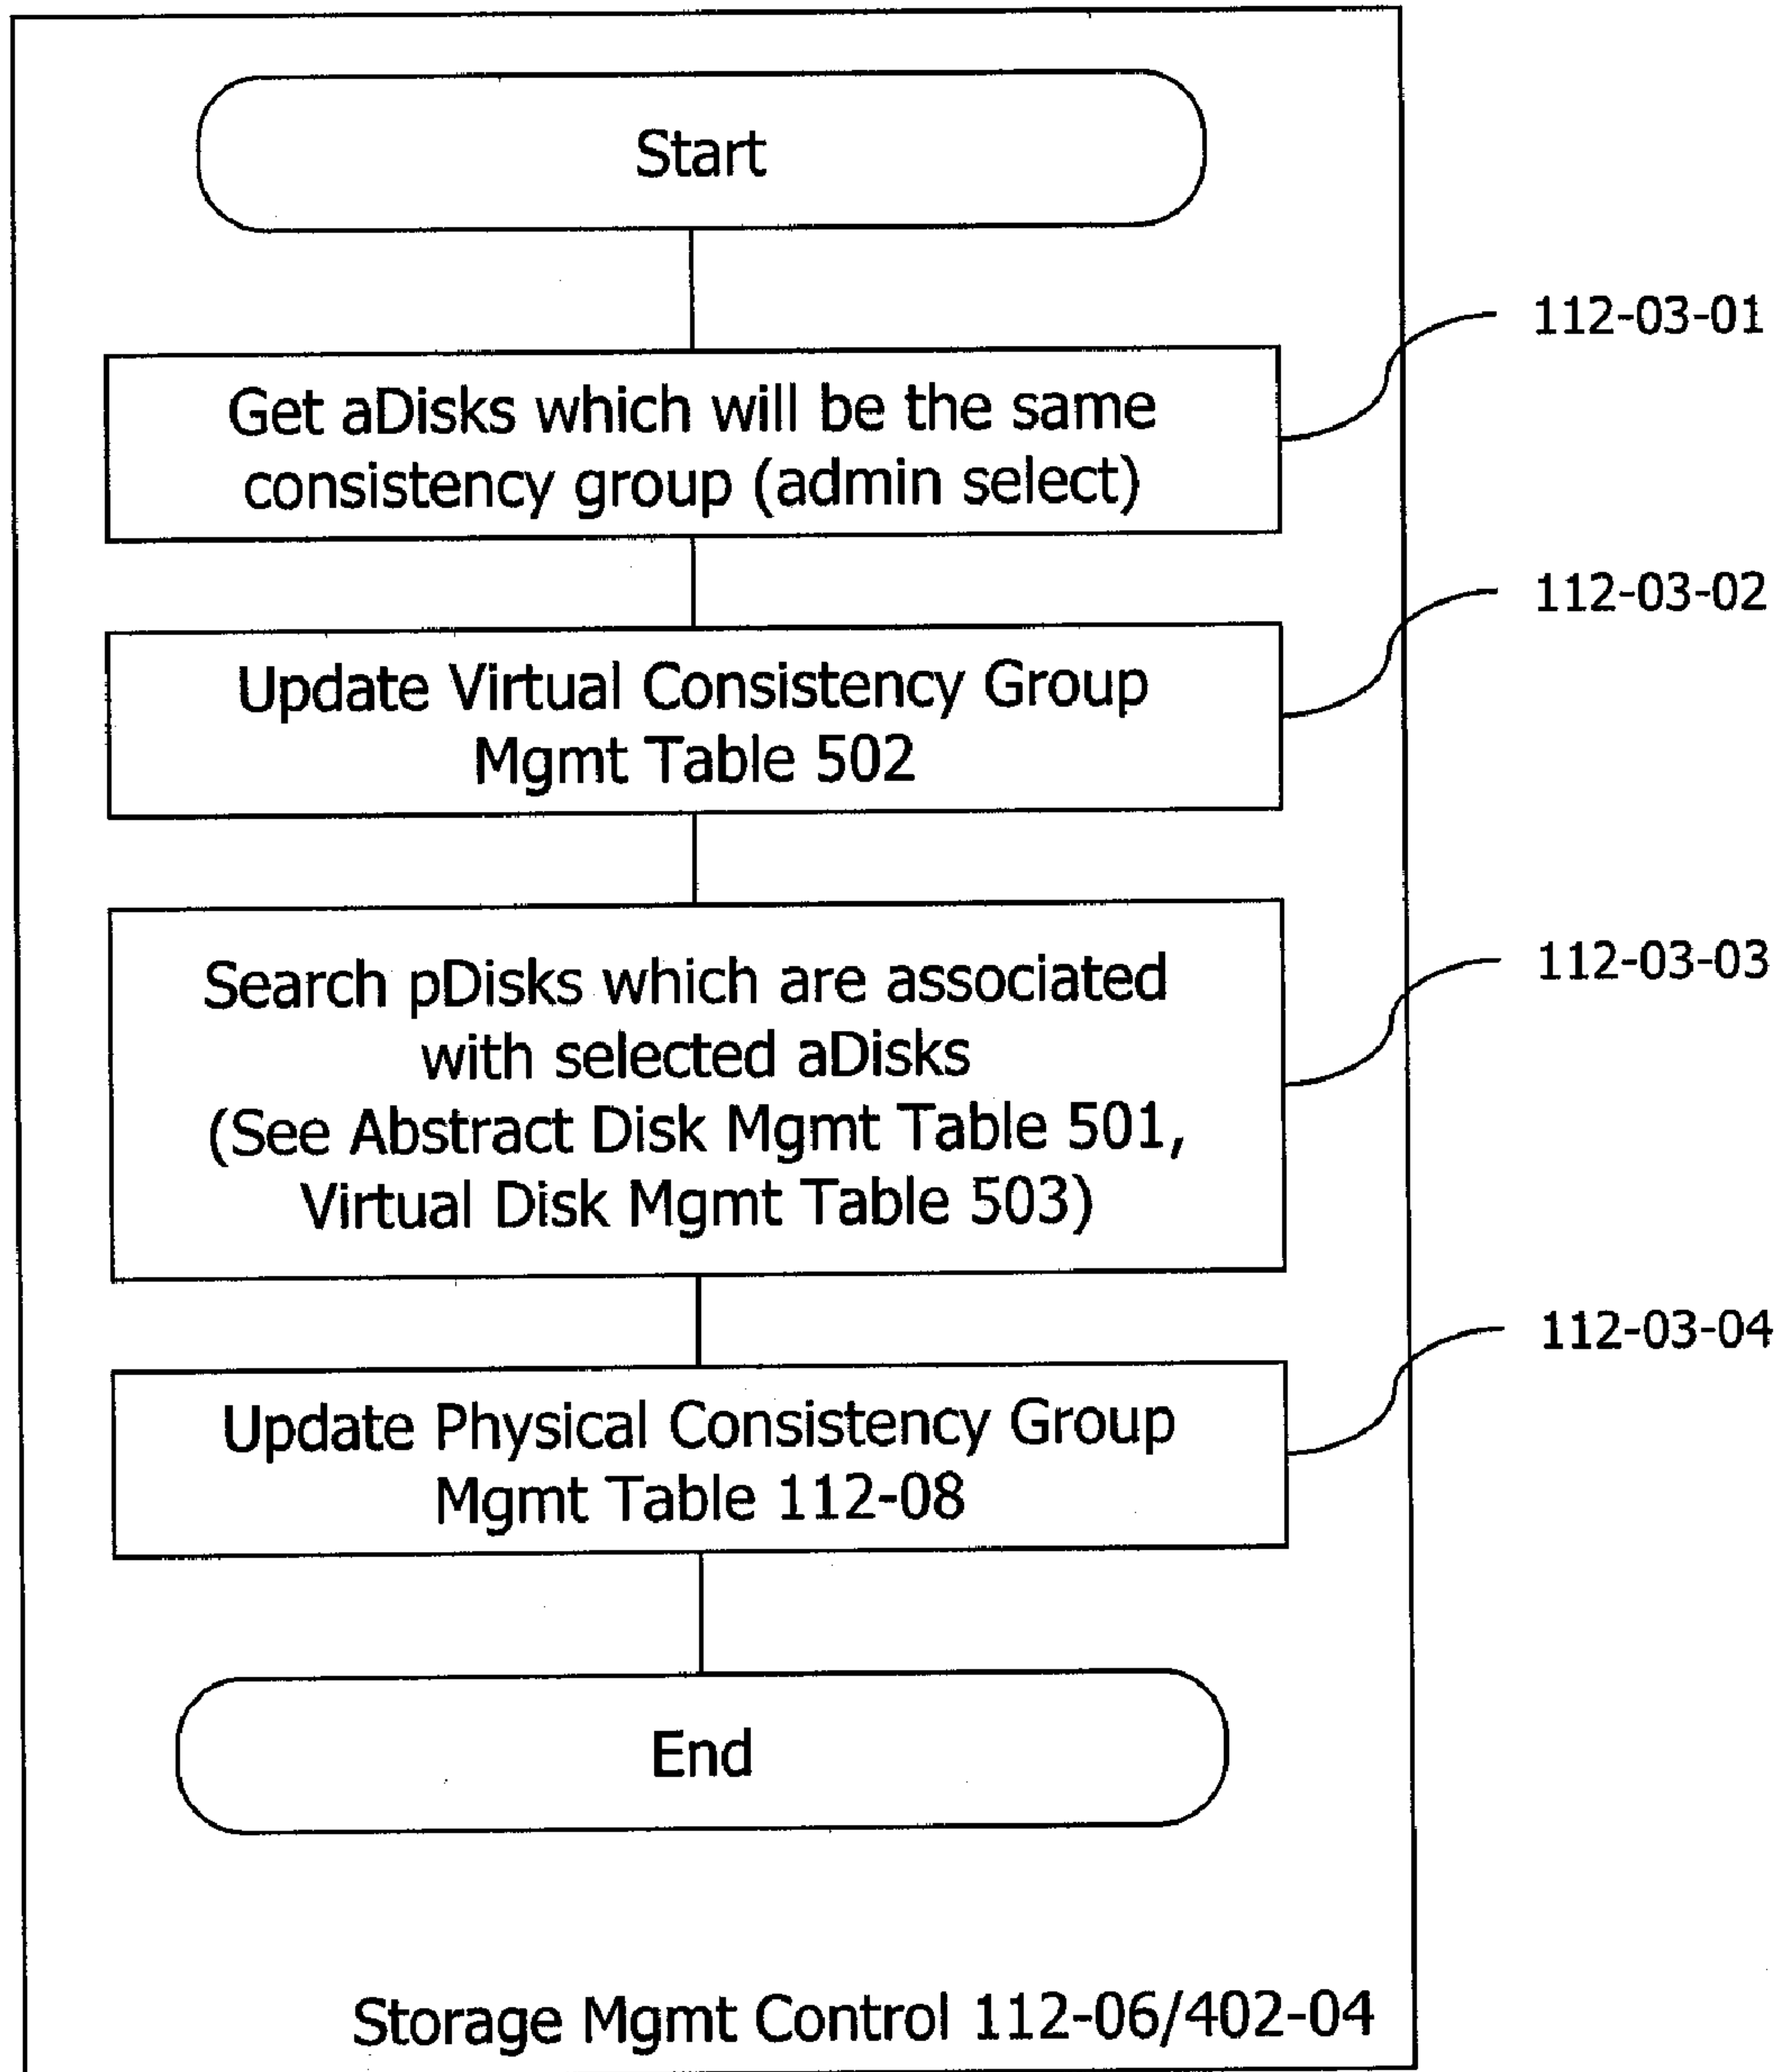 Start
112-03-01
Get aDisks which will be the same
consistency group (admin select)
112-03-02
Update Virtual Consistency Group
Mgmt Table 502
112-03-03
Search pDisks which are associated
with selected aDisks
(See Abstract Disk Mgmt Table 501,
Virtual Disk Mgmt Table 503)
112-03-04
Update Physical Consistency Group
Mgmt Table 112-08
End
Storage Mgmt Control 112-06/402-04